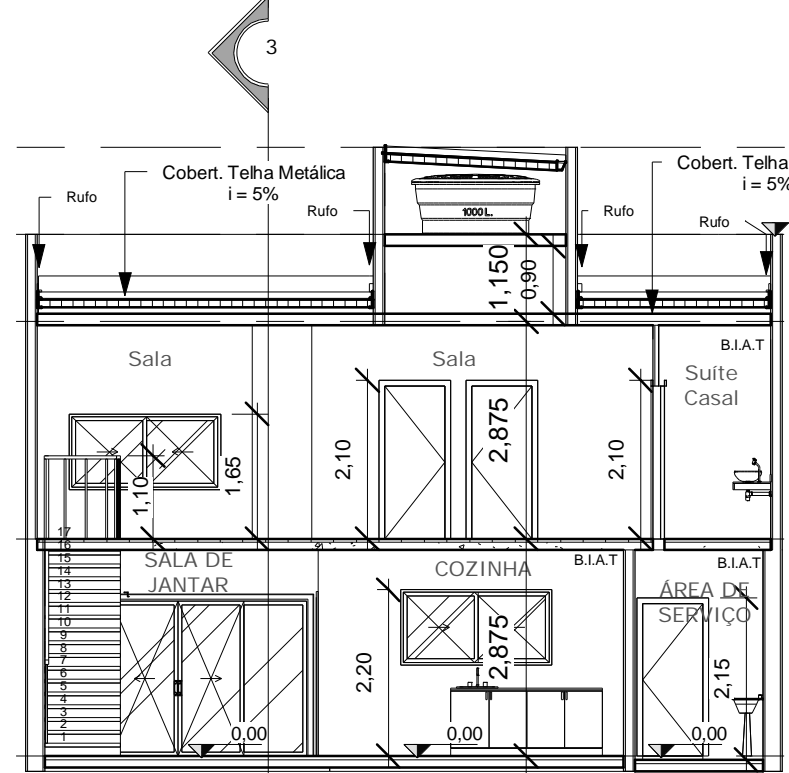 3
Cobert. Telha Metálica
i = 5%
Cobert. Telha
i = 5%
Rufo
Rufo
Rufo
Rufo
1000 L.
1,150
0,90
B.I.A.T
Sala
Sala
Suíte
Casal
2,10
2,875
2,10
1,10
1,65
17
16
15
14
13
12
11
10
9
8
7
6
5
4
3
2
1
SALA DE
JANTAR
COZINHA
B.I.A.T
B.I.A.T
ÁREA DE
SERVIÇO
2,20
2,875
2,15
0,00
0,00
0,00